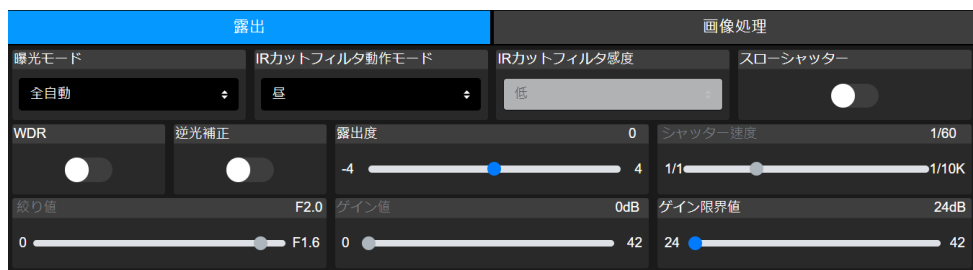 露出 画像処理
曝光モード IRカットフィルタ動作モード IRカットフィルタ感度 スローシャッター
全自動 昼 低
WDR 逆光補正 露出度 0 シャッター速度 1/60
-4 4 1/1 1/10K
絞り値 F2.0 ゲイン値 0dB ゲイン限界値 24dB
0 F1.6 0 42 24 42